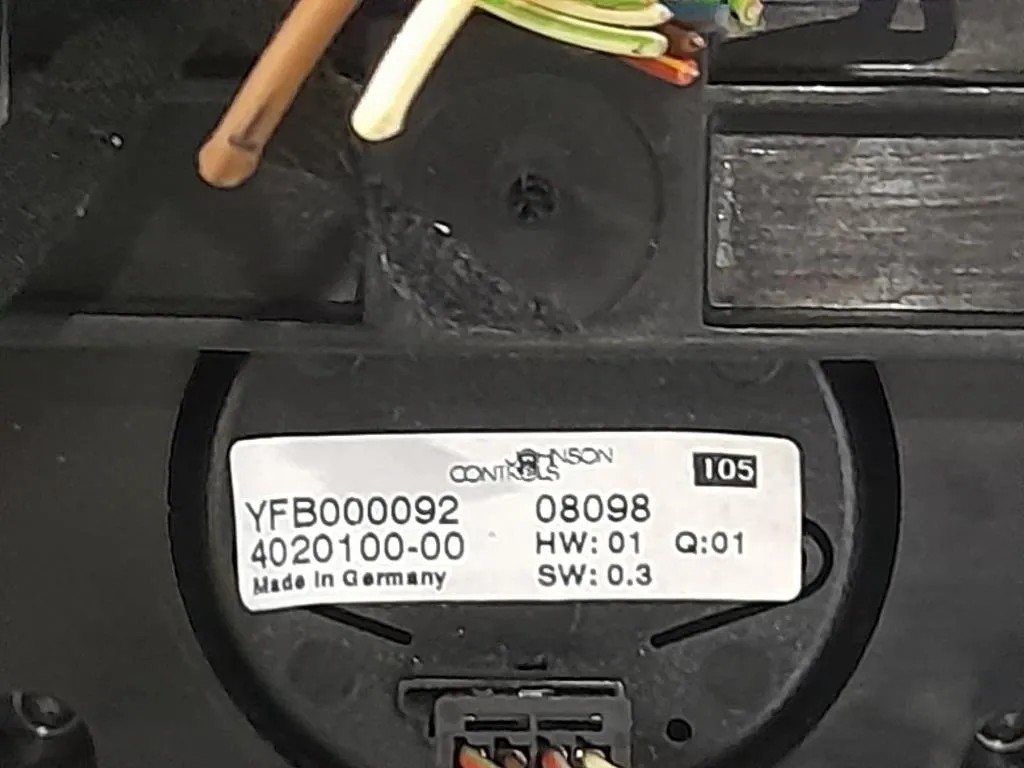 JOHNSON
CONTROLS
105
YFB000092 08098
4020100-00 HW: 01 Q:01
Made In Germany SW: 0.3